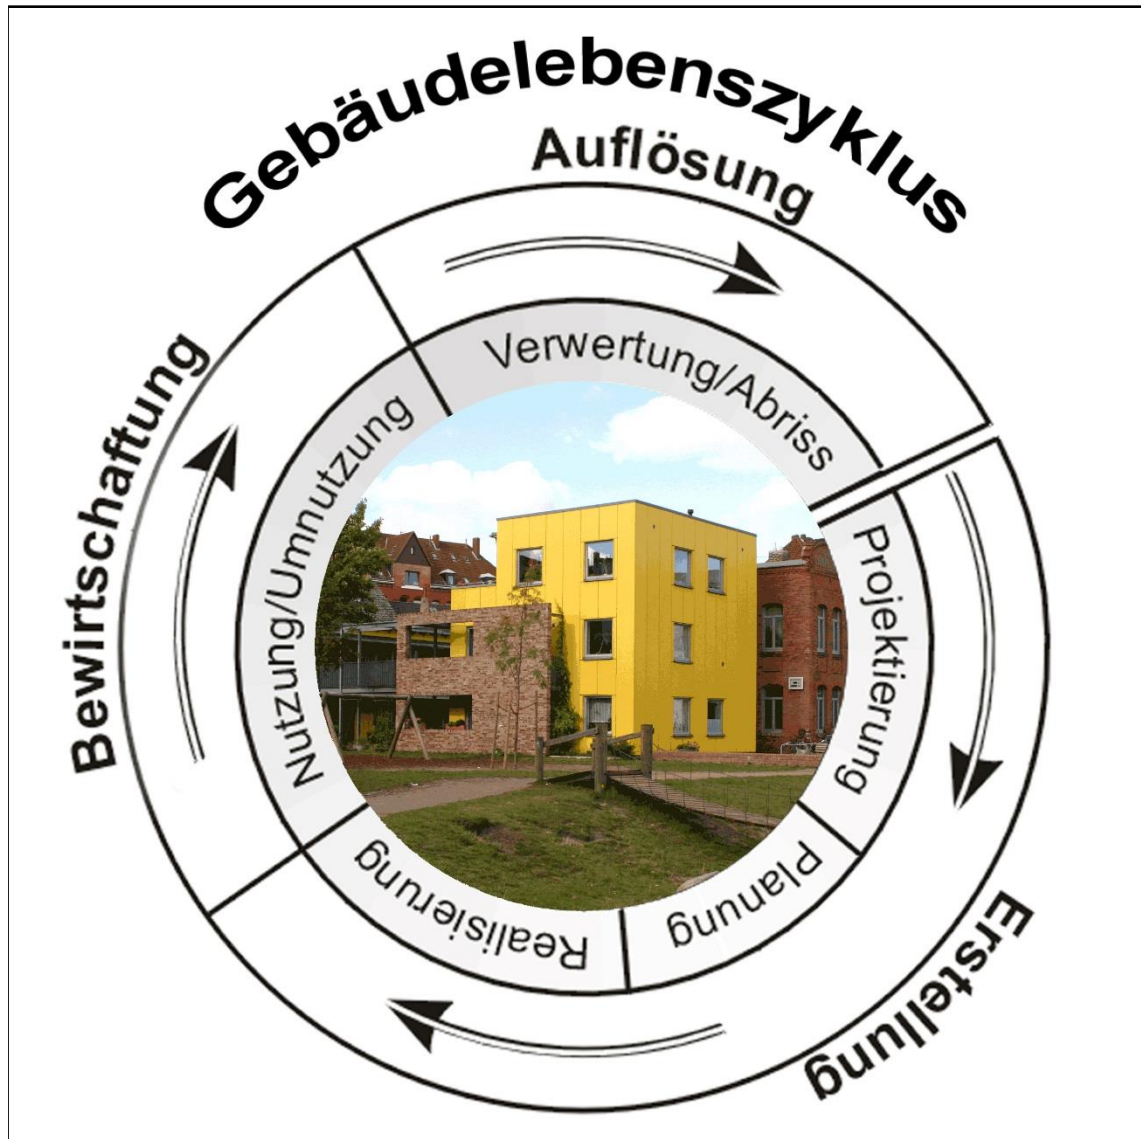 Gebäudelebenszyklus
Auflösung
Verwertung/Abriss
Projektierung
Erstellung
Planung
Realisierung
Bewirtschaftung
Nutzung/Umnutzung